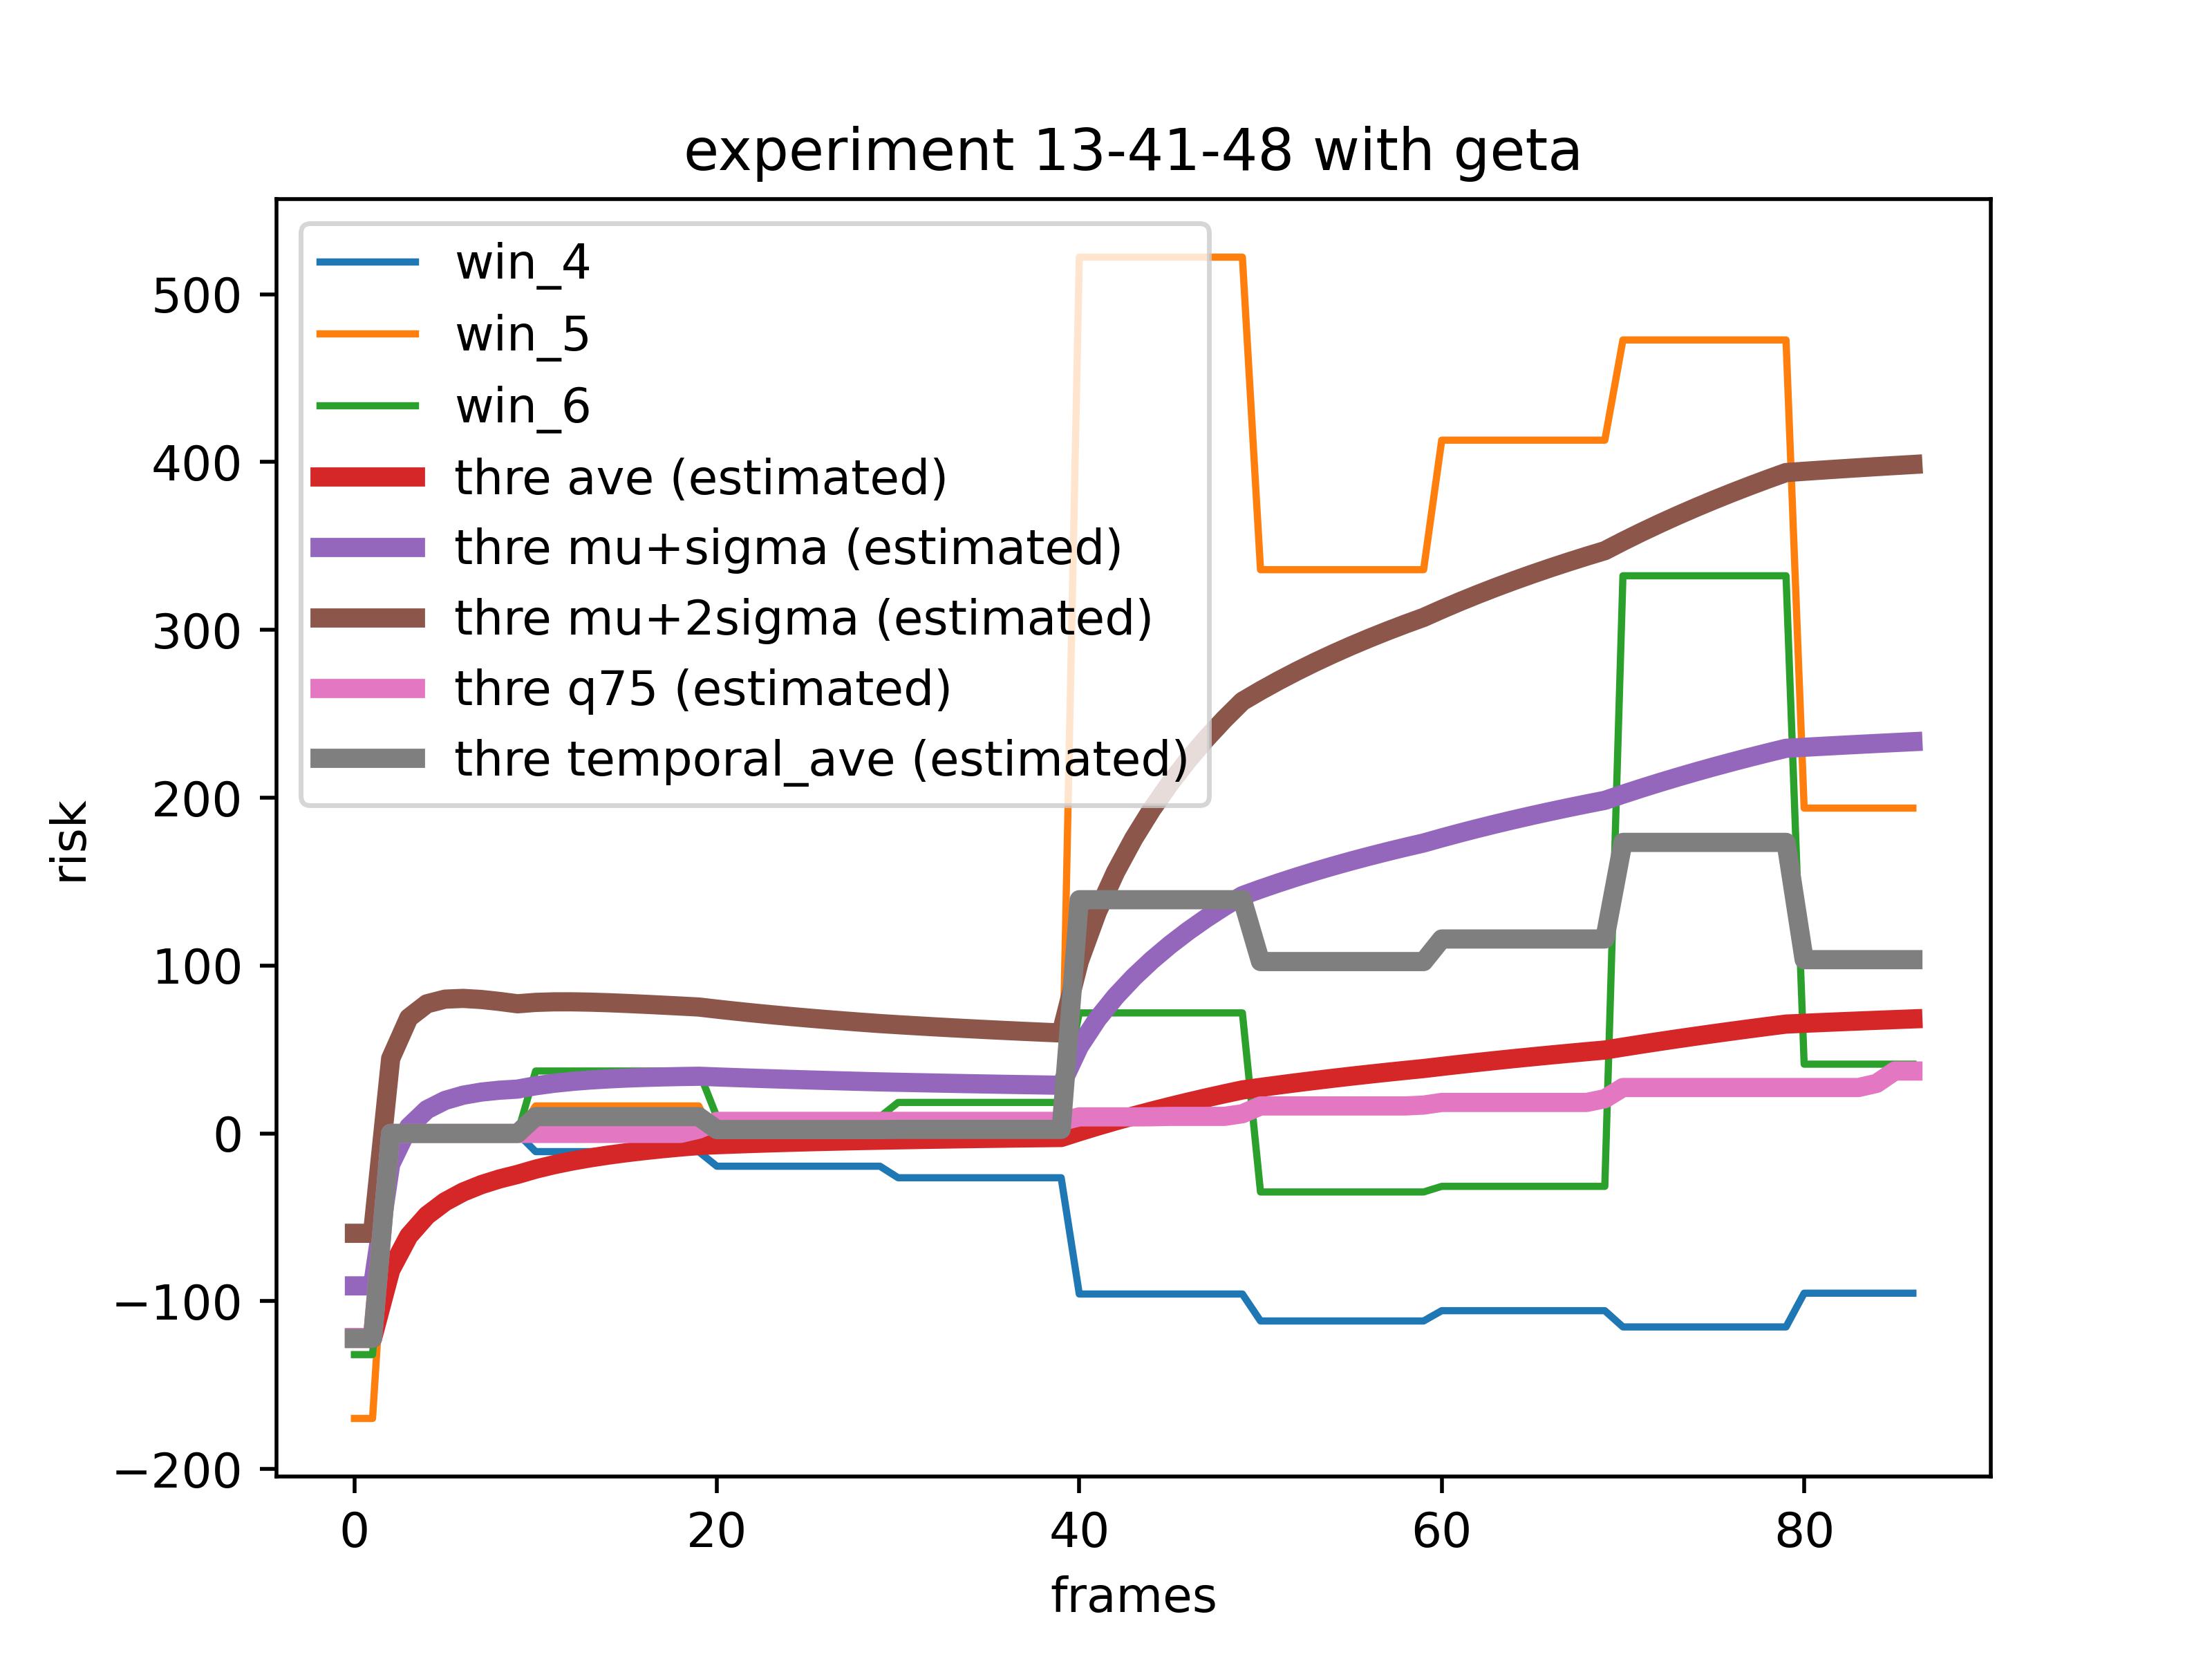 experiment 13-41-48 with geta
win_4
win_5
win_6
thre ave (estimated)
thre mu+sigma (estimated)
thre mu+2sigma (estimated)
thre q75 (estimated)
thre temporal_ave (estimated)
risk
500
400
300
200
100
0
−100
−200
0 20 40 60 80
frames